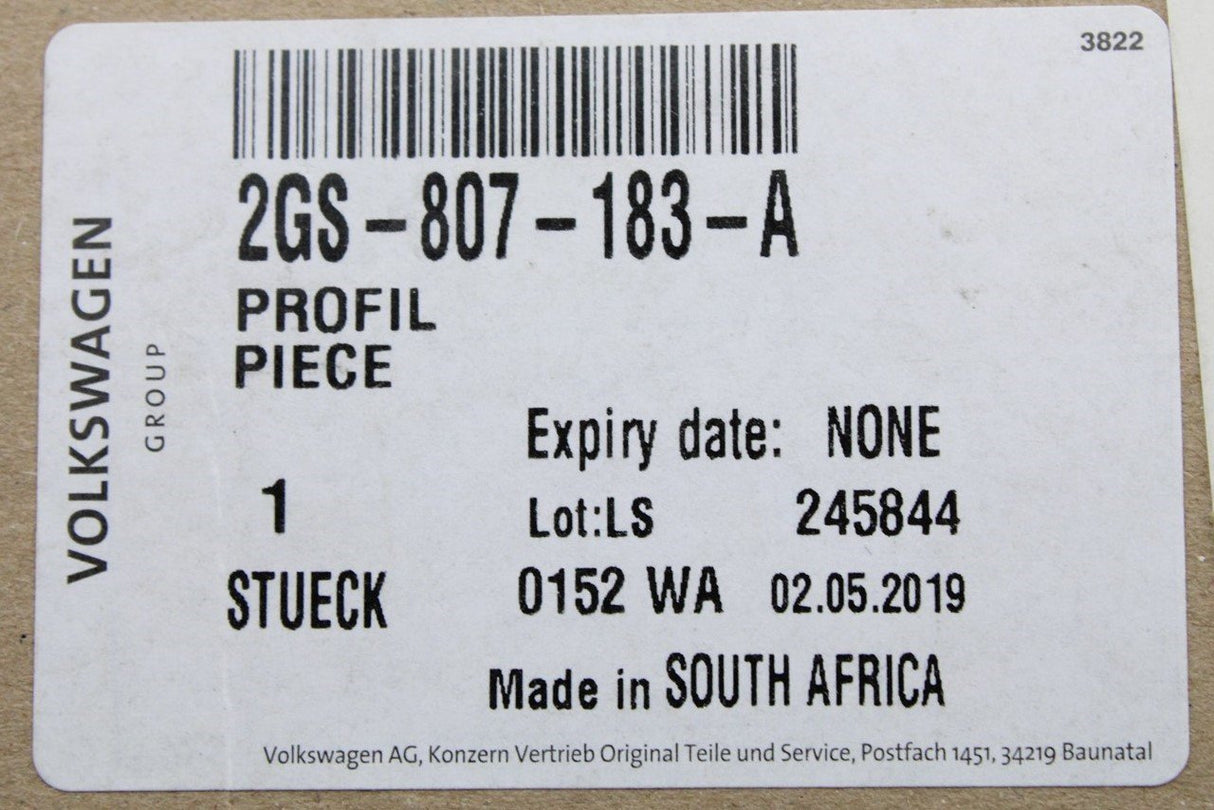 3822
2GS-807-183-A
PROFIL
PIECE
VOLKSWAGEN
GROUP
Expiry date: NONE
1 Lot:LS 245844
STUECK 0152 WA 02.05.2019
Made in SOUTH AFRICA
Volkswagen AG, Konzern Vertrieb Original Teile und Service, Postfach 1451, 34219 Baunatal